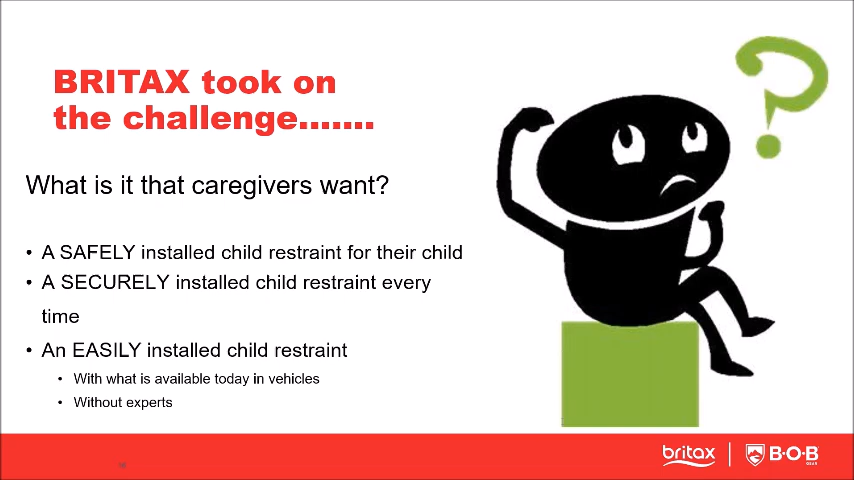 BRITAX took on
the challenge.......
What is it that caregivers want?
• A SAFELY installed child restraint for their child
• A SECURELY installed child restraint every
time
• An EASILY installed child restraint
• With what is available today in vehicles
• Without experts
britax
B·O·B
GEAR